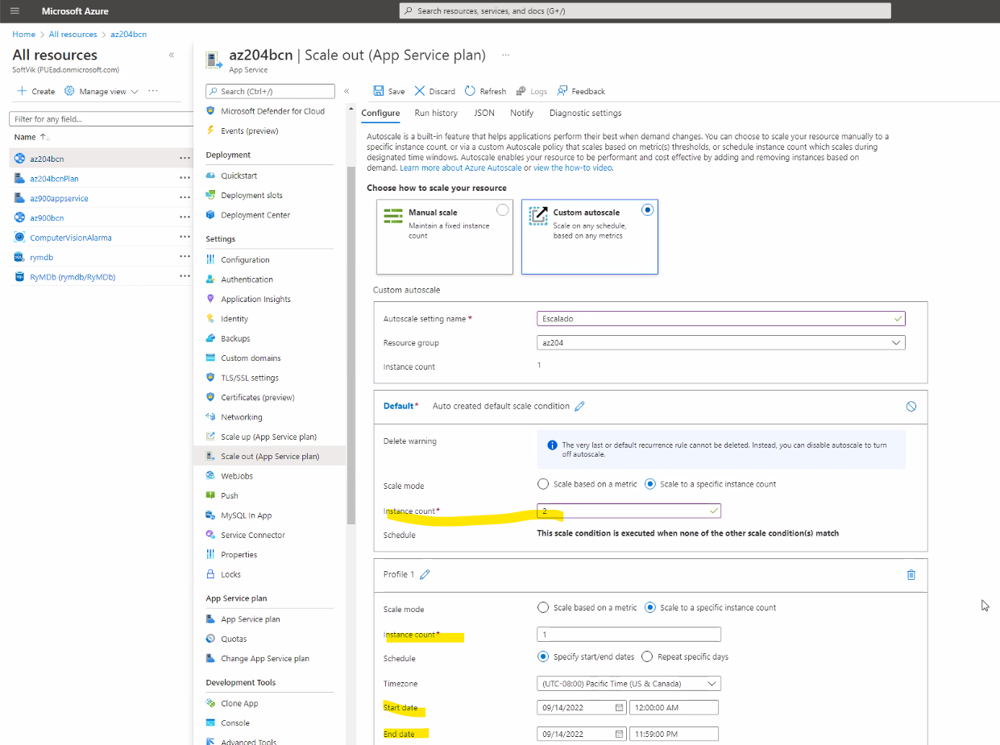 Microsoft Azure
Search resources, services, and docs (G+/)
Home > All resources > az204bcn
All resources
SoftVik (PUEad.onmicrosoft.com)
Create Manage view ...
Filter for any field...
Name
az204bcn
az204bcnPlan
az900appservice
az900bcn
ComputerVisionAlarma
rymdb
RyMDb (rymdb/RyMDb)
az204bcn | Scale out (App Service plan) ...
App Service
Search (Ctrl+/)
Microsoft Defender for Cloud
Events (preview)
Deployment
Quickstart
Deployment slots
Deployment Center
Settings
Configuration
Authentication
Application Insights
Identity
Backups
Custom domains
TLS/SSL settings
Certificates (preview)
Networking
Scale up (App Service plan)
Scale out (App Service plan)
WebJobs
Push
MySQL In App
Service Connector
Properties
Locks
App Service plan
App Service plan
Quotas
Change App Service plan
Development Tools
Clone App
Console
Advanced Tools
Save Discard Refresh Logs Feedback
Configure Run history JSON Notify Diagnostic settings
Autoscale is a built-in feature that helps applications perform their best when demand changes. You can choose to scale your resource manually to a
specific instance count, or via a custom Autoscale policy that scales based on metric(s) thresholds, or schedule instance count which scales during
designated time windows. Autoscale enables your resource to be performant and cost effective by adding and removing instances based on
demand. Learn more about Azure Autoscale or view the how-to video.
Choose how to scale your resource
Manual scale
Maintain a fixed instance
count
Custom autoscale
Scale on any schedule,
based on any metrics
Custom autoscale
Autoscale setting name * Escalado
Resource group az204
Instance count 1
Default* Auto created default scale condition
Delete warning
The very last or default recurrence rule cannot be deleted. Instead, you can disable autoscale to turn
off autoscale.
Scale mode Scale based on a metric Scale to a specific instance count
Instance count* 2
Schedule This scale condition is executed when none of the other scale condition(s) match
Profile 1
Scale mode Scale based on a metric Scale to a specific instance count
Instance count* 1
Schedule Specify start/end dates Repeat specific days
Timezone (UTC-08:00) Pacific Time (US & Canada)
Start date 09/14/2022 12:00:00 AM
End date 09/14/2022 11:59:00 PM